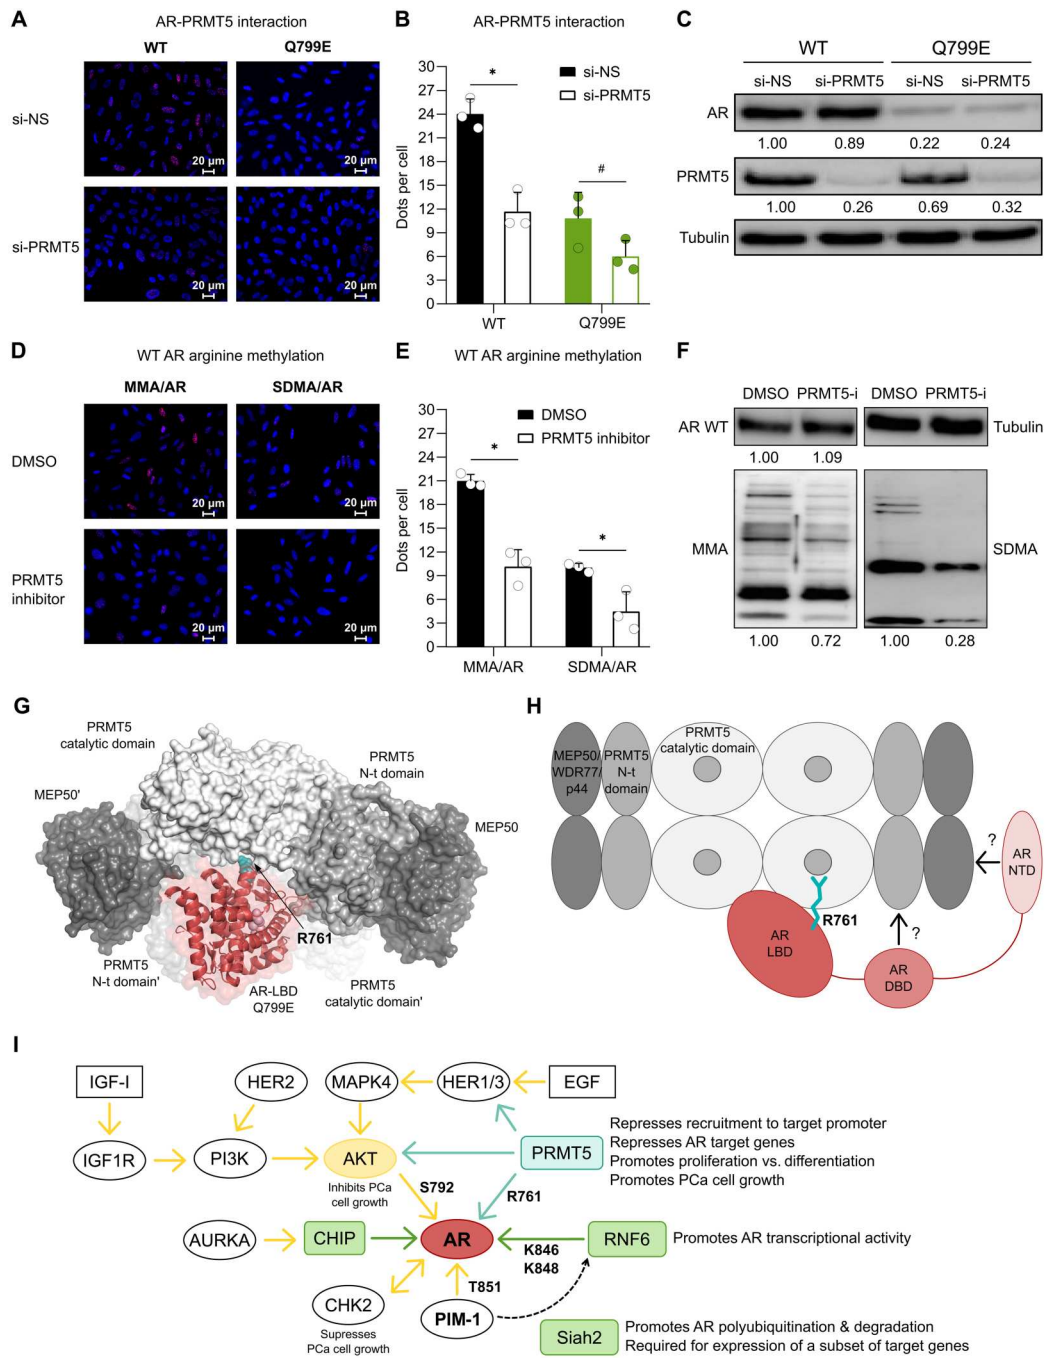 A
AR-PRMT5 interaction
WT
Q799E
si-NS
20 µm
20 µm
si-PRMT5
20 µm
20 µm
B
AR-PRMT5 interaction
Dots per cell
30
27
24
21
18
15
12
9
6
3
0
*
#
si-NS
si-PRMT5
WT
Q799E
C
WT
Q799E
si-NS
si-PRMT5
si-NS
si-PRMT5
AR
1.00
0.89
0.22
0.24
PRMT5
1.00
0.26
0.69
0.32
Tubulin
D
WT AR arginine methylation
MMA/AR
SDMA/AR
DMSO
20 µm
20 µm
PRMT5
inhibitor
20 µm
20 µm
E
WT AR arginine methylation
Dots per cell
30
27
24
21
18
15
12
9
6
3
0
*
*
DMSO
PRMT5 inhibitor
MMA/AR
SDMA/AR
F
DMSO
PRMT5-i
DMSO
PRMT5-i
AR WT
Tubulin
1.00
1.09
MMA
SDMA
1.00
0.72
1.00
0.28
G
PRMT5
catalytic domain
PRMT5
N-t domain
MEP50'
MEP50
R761
PRMT5
N-t domain'
AR-LBD
Q799E
PRMT5
catalytic domain'
H
MEP50/
WDR77/
p44
PRMT5
N-t
domain
PRMT5
catalytic domain
R761
AR
LBD
AR
DBD
AR
NTD
?
?
I
IGF-I
HER2
MAPK4
HER1/3
EGF
IGF1R
PI3K
AKT
Inhibits PCa
cell growth
PRMT5
Represses recruitment to target promoter
Represses AR target genes
Promotes proliferation vs. differentiation
Promotes PCa cell growth
S792
R761
AURKA
CHIP
AR
K846
K848
RNF6
Promotes AR transcriptional activity
T851
CHK2
Supresses
PCa cell growth
PIM-1
Siah2
Promotes AR polyubiquitination & degradation
Required for expression of a subset of target genes